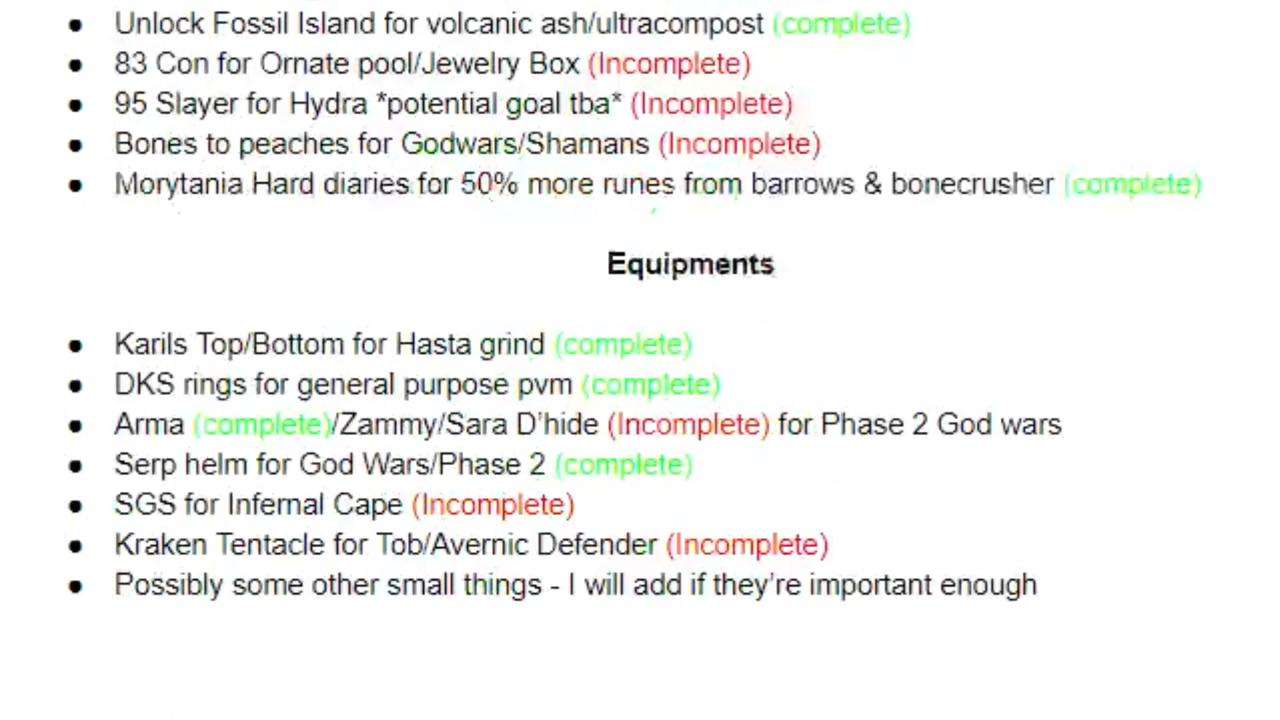 ● Unlock Fossil Island for volcanic ash/ultracompost (complete)
● 83 Con for Ornate pool/Jewelry Box (Incomplete)
● 95 Slayer for Hydra *potential goal tba* (Incomplete)
● Bones to peaches for Godwars/Shamans (Incomplete)
● Morytania Hard diaries for 50% more runes from barrows & bonecrusher (complete)
Equipments
● Karils Top/Bottom for Hasta grind (complete)
● DKS rings for general purpose pvm (complete)
● Arma (complete)/Zammy/Sara D’hide (Incomplete) for Phase 2 God wars
● Serp helm for God Wars/Phase 2 (complete)
● SGS for Infernal Cape (Incomplete)
● Kraken Tentacle for Tob/Avernic Defender (Incomplete)
● Possibly some other small things - I will add if they’re important enough